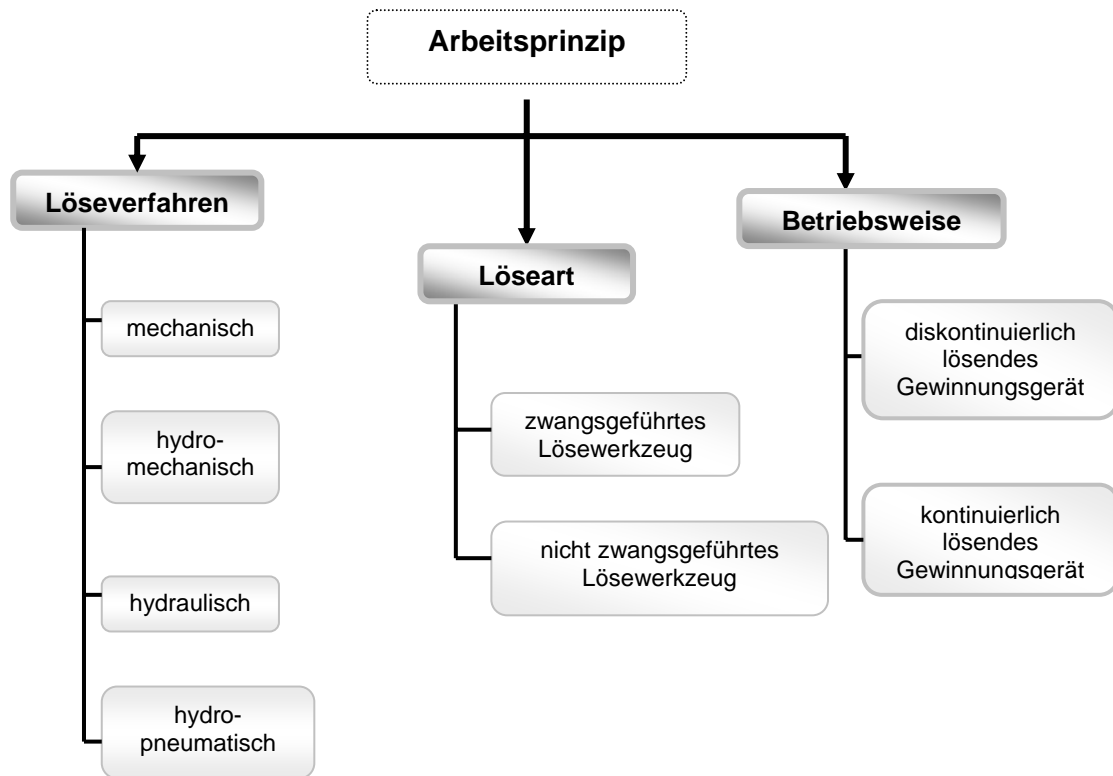 Arbeitsprinzip
Löseverfahren
mechanisch
hydro-
mechanisch
hydraulisch
hydro-
pneumatisch
Löseart
zwangsgeführtes
Lösewerkzeug
nicht zwangsgeführtes
Lösewerkzeug
Betriebsweise
diskontinuierlich
lösendes
Gewinnungsgerät
kontinuierlich
lösendes
Gewinnungsgerät